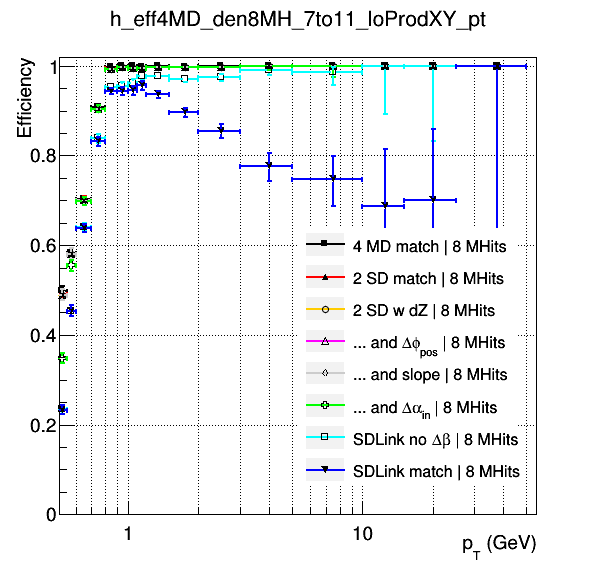 h_eff4MD_den8MH_7to11_loProdXY_pt
Efficiency
1
0.8
0.6
0.4
0.2
0
4 MD match | 8 MHits
2 SD match | 8 MHits
2 SD w dZ | 8 MHits
... and Δϕpos | 8 MHits
... and slope | 8 MHits
... and Δαin | 8 MHits
SDLink no Δβ | 8 MHits
SDLink match | 8 MHits
1 10
pT (GeV)